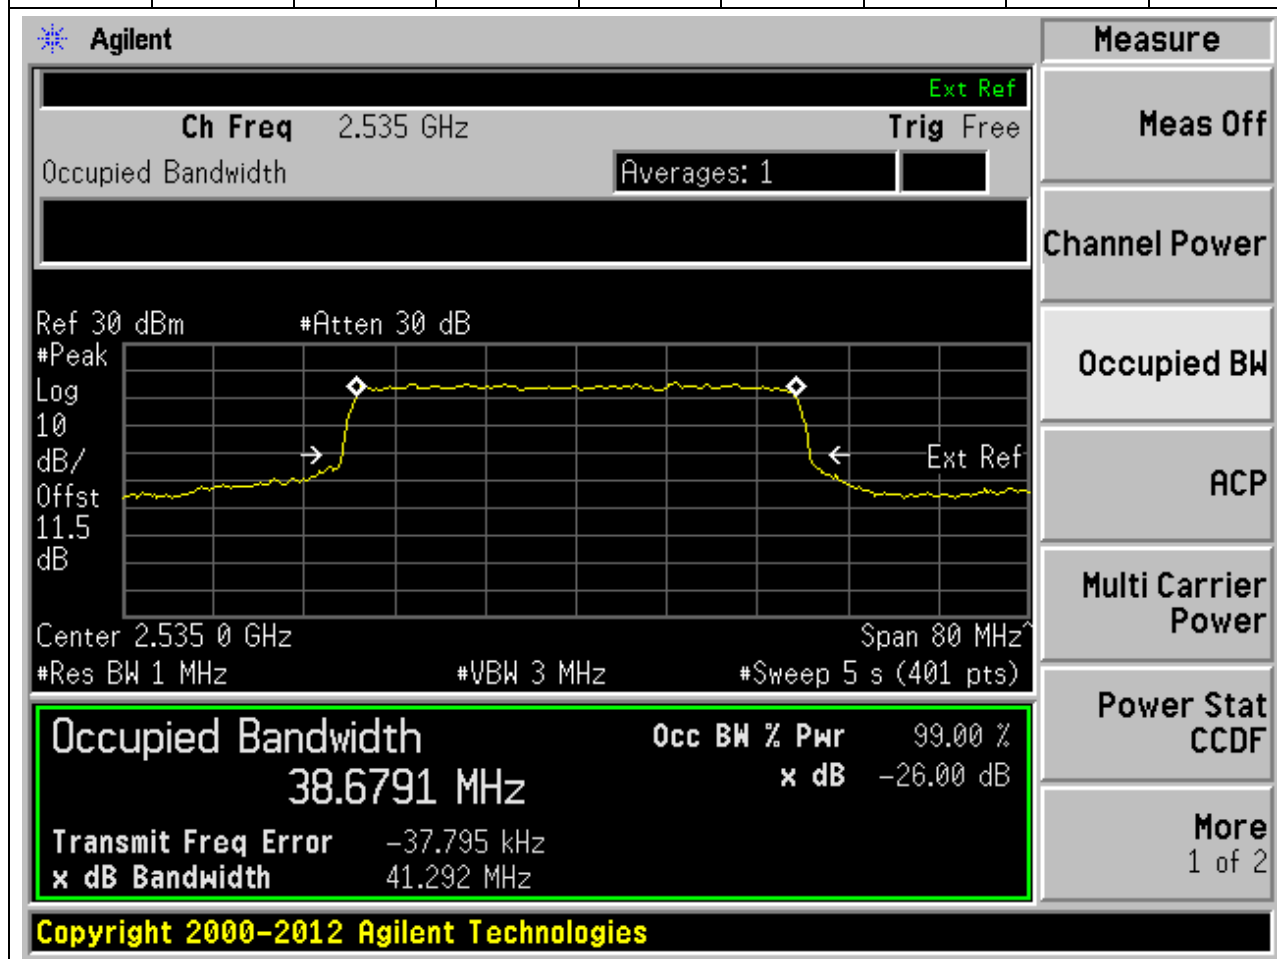 Agilent
Measure
Ext Ref
Ch Freq 2.535 GHz Trig Free
Meas Off
Occupied Bandwidth Averages: 1
Channel Power
Ref 30 dBm #Atten 30 dB
#Peak
Log
10
dB/
Offst
11.5
dB
Ext Ref
Occupied BW
ACP
Center 2.535 0 GHz Span 80 MHz^
#Res BW 1 MHz #VBW 3 MHz #Sweep 5 s (401 pts)
Multi Carrier
Power
Occupied Bandwidth Occ BW % Pwr 99.00 %
38.6791 MHz x dB -26.00 dB
Transmit Freq Error -37.795 kHz
x dB Bandwidth 41.292 MHz
Power Stat
CCDF
More
1 of 2
Copyright 2000-2012 Agilent Technologies